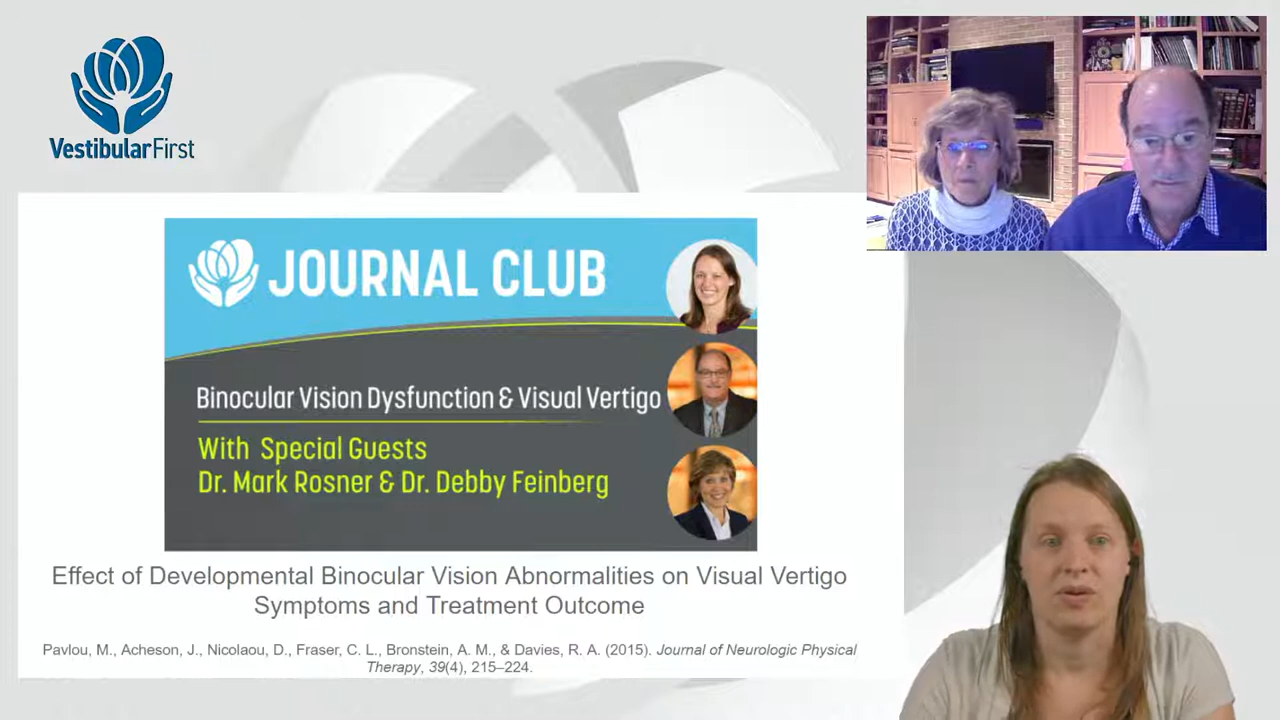 VestibularFirst
JOURNAL CLUB
Binocular Vision Dysfunction & Visual Vertigo
With Special Guests
Dr. Mark Rosner & Dr. Debby Feinberg
Effect of Developmental Binocular Vision Abnormalities on Visual Vertigo
Symptoms and Treatment Outcome
Pavlou, M., Acheson, J., Nicolaou, D., Fraser, C. L., Bronstein, A. M., & Davies, R. A. (2015). Journal of Neurologic Physical
Therapy, 39(4), 215–224.